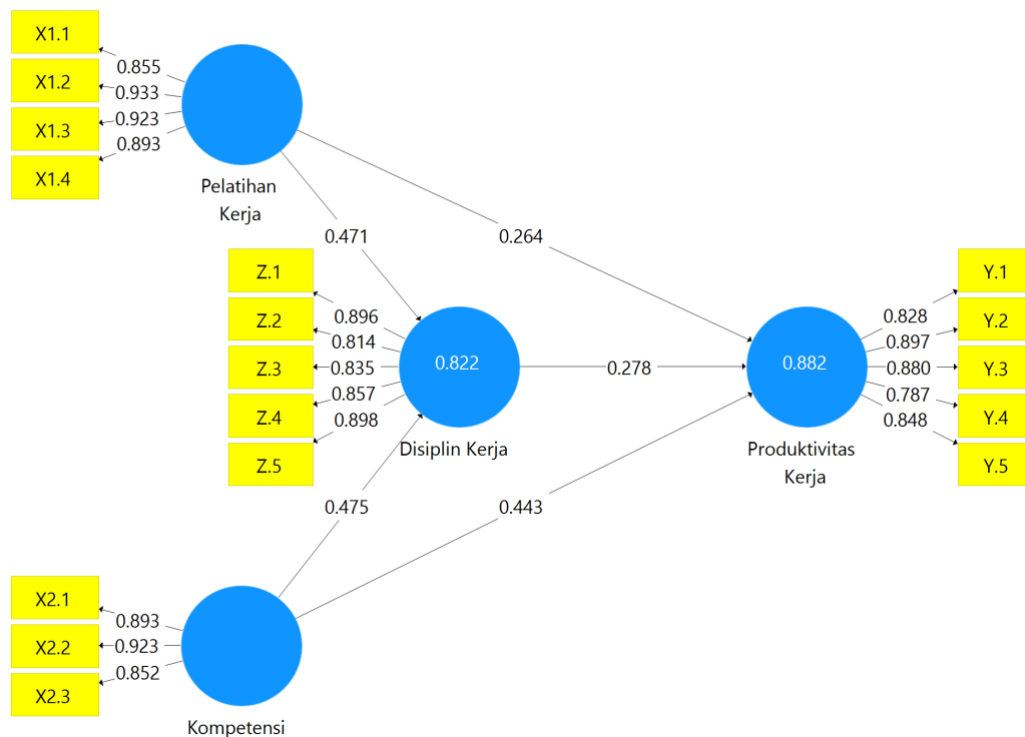 X1.1
X1.2
X1.3
X1.4
0.855
0.933
0.923
0.893
Pelatihan
Kerja
0.471
0.264
Z.1
Z.2
Z.3
Z.4
Z.5
0.896
0.814
0.835
0.857
0.898
0.822
Disiplin Kerja
0.278
0.882
Produktivitas
Kerja
0.828
0.897
0.880
0.787
0.848
Y.1
Y.2
Y.3
Y.4
Y.5
0.475
0.443
X2.1
X2.2
X2.3
0.893
0.923
0.852
Kompetensi